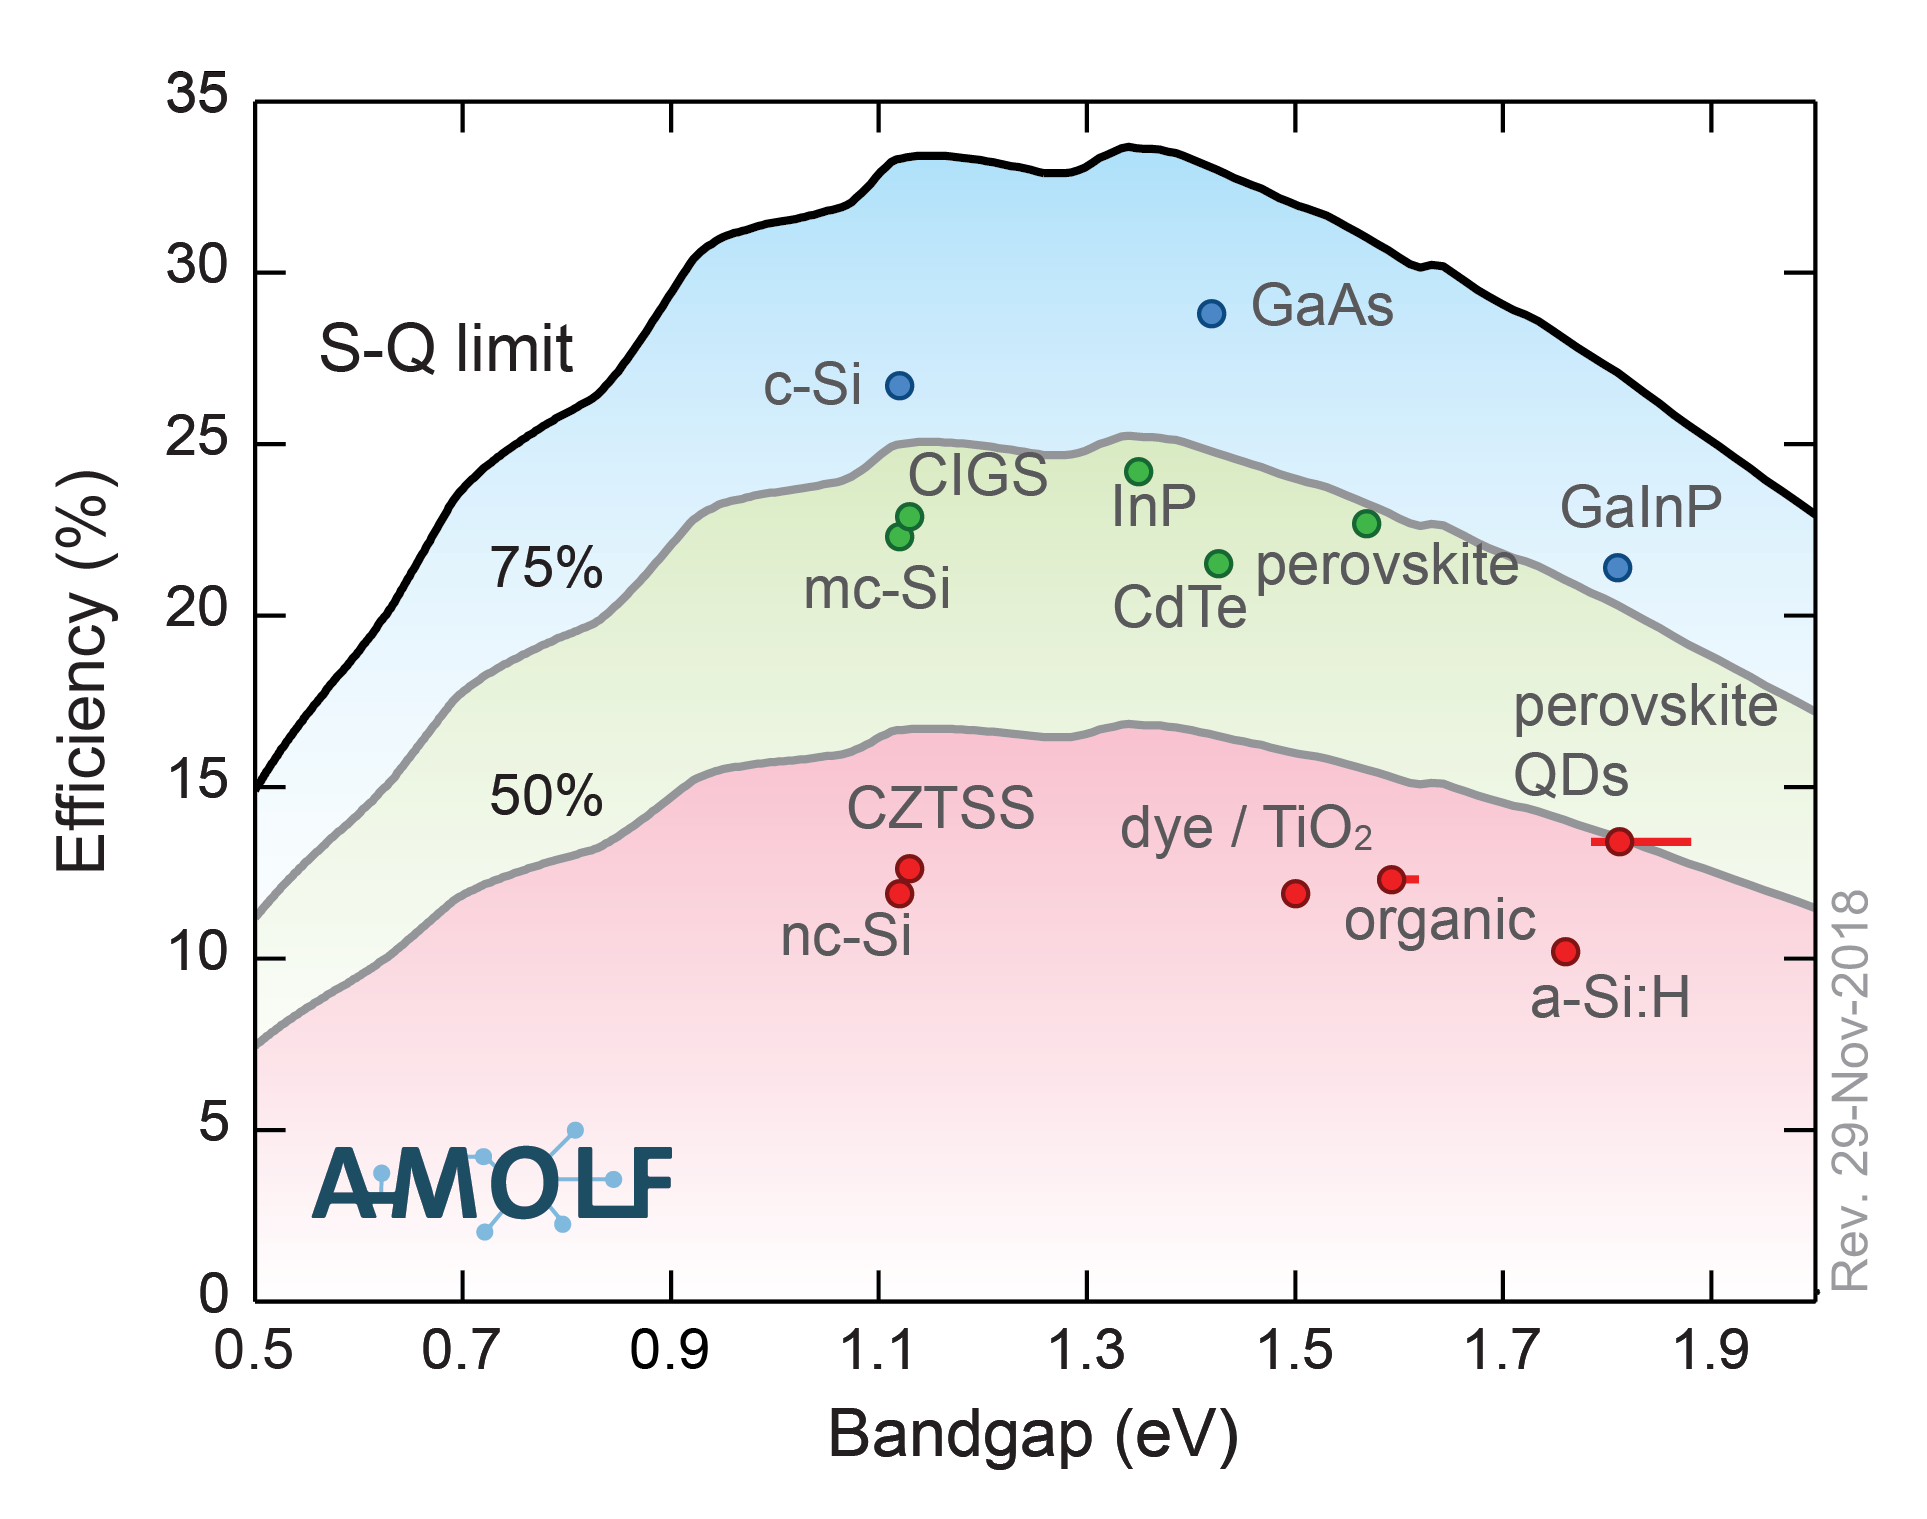 35
30
25
20
15
10
5
0
Efficiency (%)
S-Q limit
GaAs
c-Si
CIGS
InP
GaInP
75%
mc-Si
perovskite
CdTe
perovskite
QDs
50%
CZTSS
dye / TiO₂
nc-Si
organic
a-Si:H
AMOLF
0.5 0.7 0.9 1.1 1.3 1.5 1.7 1.9
Bandgap (eV)
Rev. 29-Nov-2018